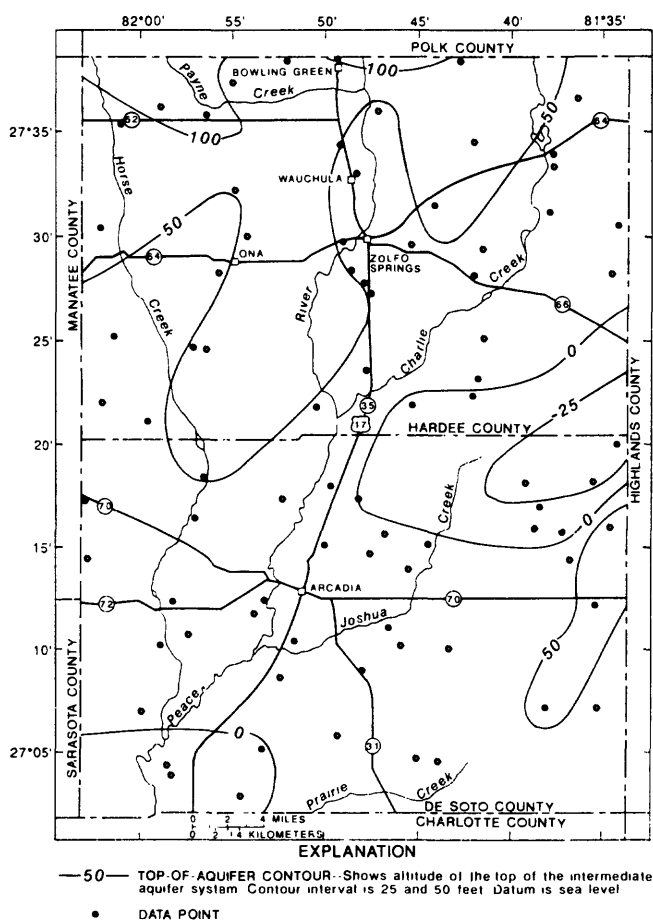 82°00' 55' 50' 45' 40' 81°35'
POLK COUNTY
Payne
Creek
BOWLING GREEN
100
50
62
100
64
27°35'
Horse
WAUCHULA
50
30'
64
ONA
ZOLFO
SPRINGS
Creek
66
MANATEE COUNTY
Creek
River
Charlie
25'
0
-25
35
17
HARDEE COUNTY
HIGHLANDS COUNTY
20'
70
Creek
0
15'
ARCADIA
72
70
Joshua
10'
50
SARASOTA COUNTY
Peace
0
27°05'
31
Prairie
Creek
DE SOTO COUNTY
CHARLOTTE COUNTY
0 2 4 MILES
0 2 4 KILOMETERS
EXPLANATION
50 TOP-OF-AQUIFER CONTOUR--Shows altitude of the top of the intermediate
aquifer system Contour interval is 25 and 50 feet Datum is sea level
DATA POINT